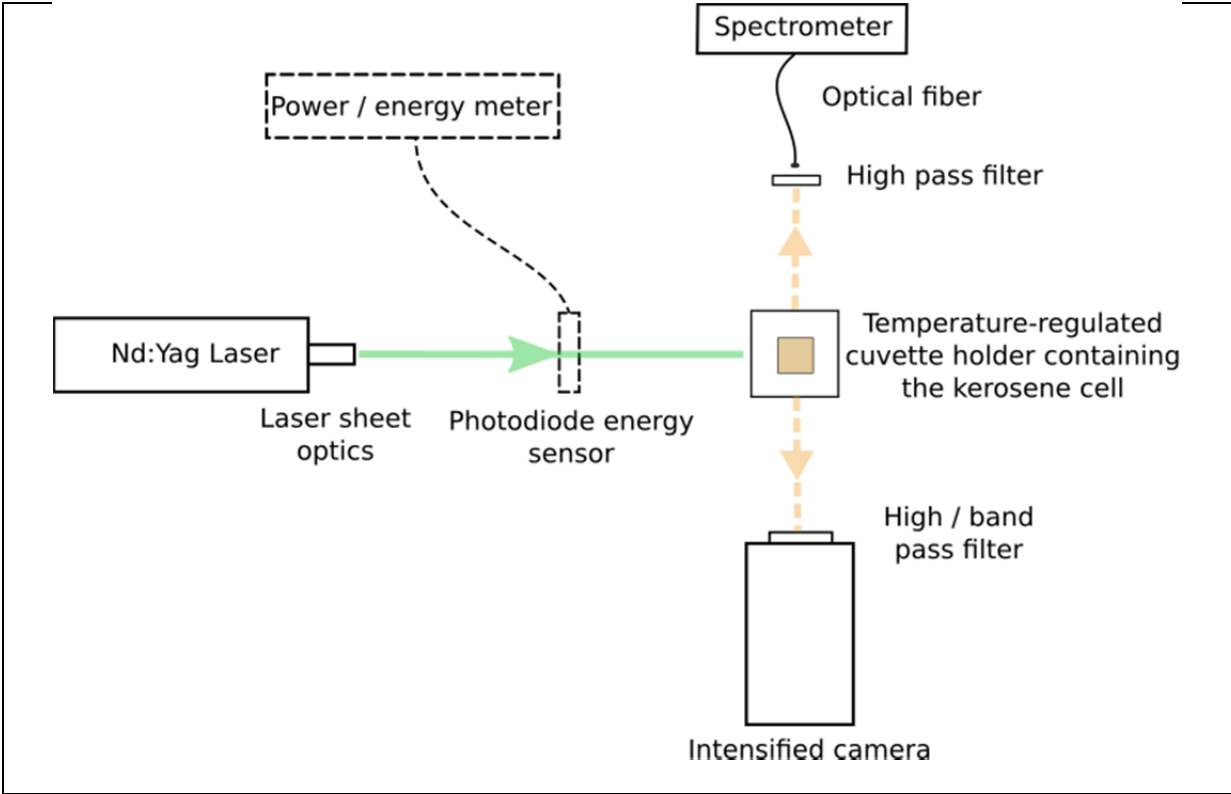 Spectrometer
Optical fiber
Power / energy meter
High pass filter
Nd:Yag Laser
Temperature-regulated
cuvette holder containing
the kerosene cell
Laser sheet
optics
Photodiode energy
sensor
High / band
pass filter
Intensified camera